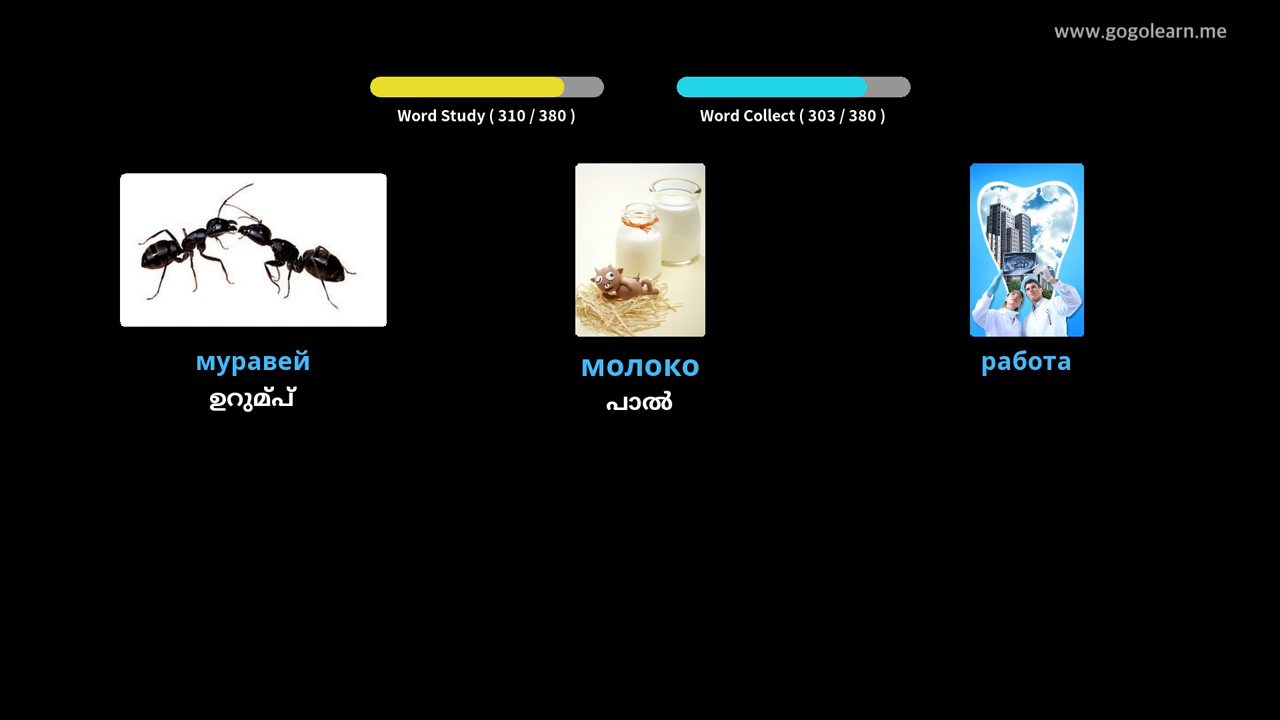 www.gogolearn.me
Word Study ( 310 / 380 )
Word Collect ( 303 / 380 )
муравей
ഉറുമ്പ്
молоко
പാൽ
работа